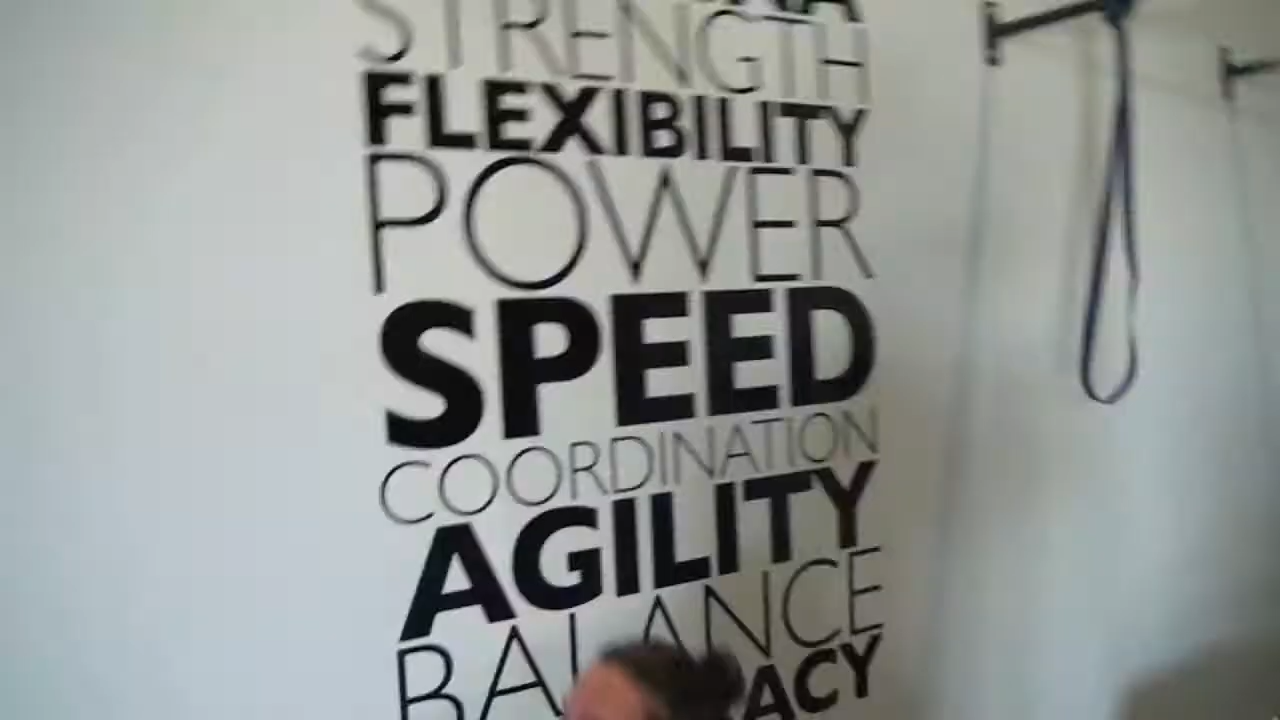 STRENGTH
FLEXIBILITY
POWER
SPEED
COORDINATION
AGILITY
BALANCE